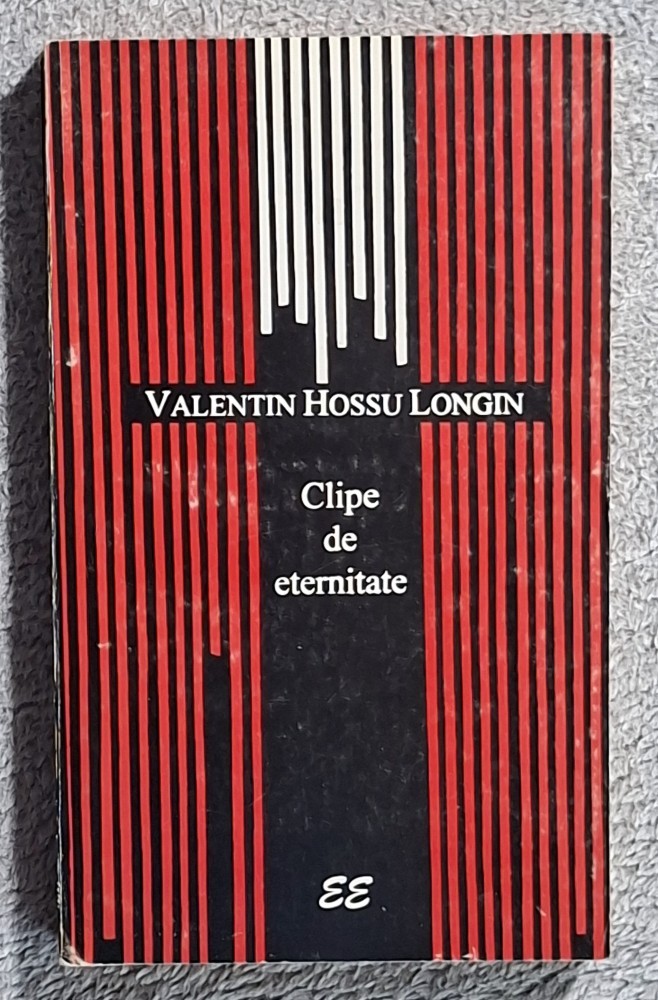 VALENTIN HOSSU LONGIN
Clipe
de
eternitate
EE